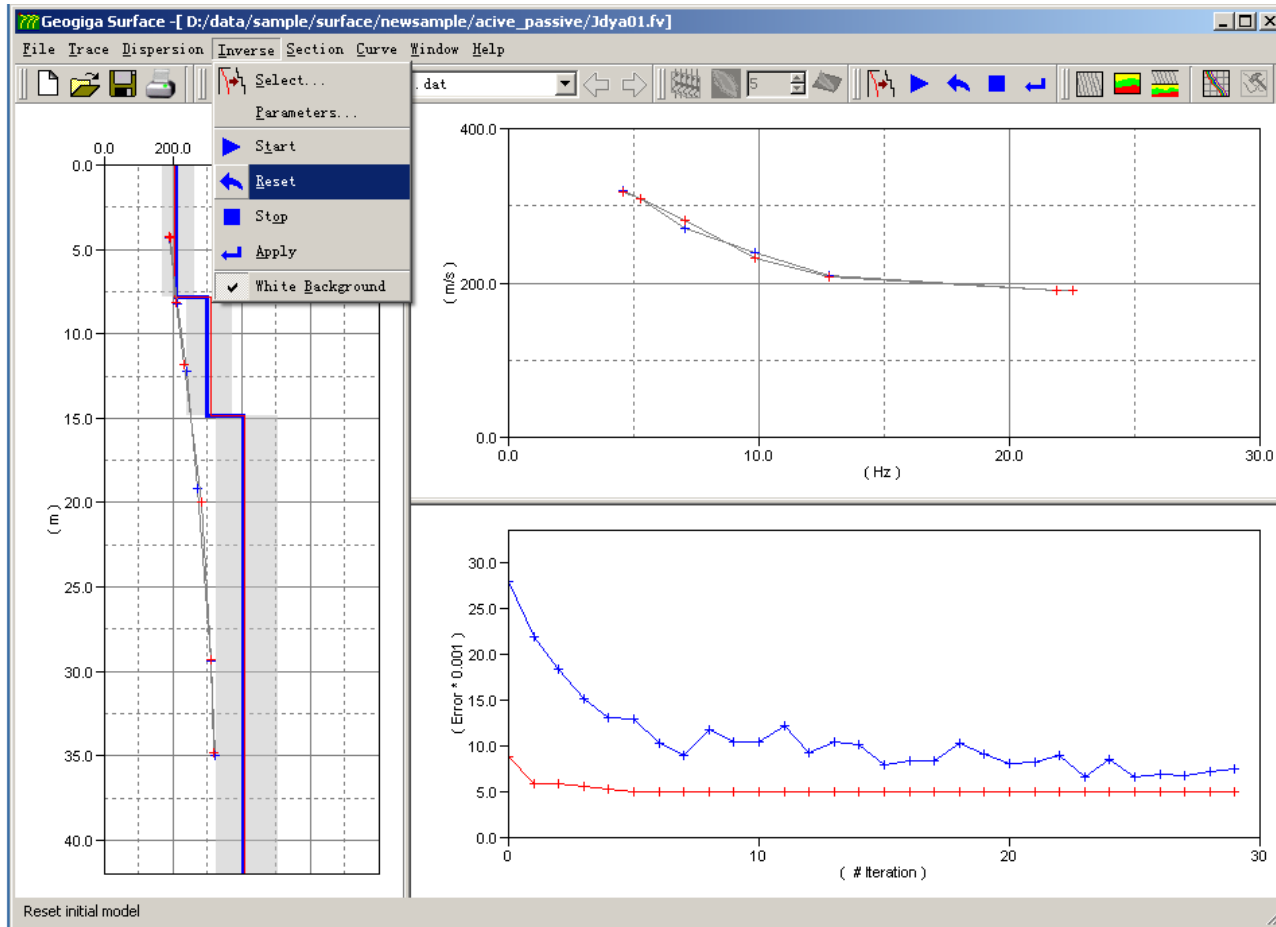 Geogiga Surface -[ D:/data/sample/surface/newsample/acive_passive/Jdya01.fv]
File Trace Dispersion Inverse Section Curve Window Help
.dat
5
Select...
Parameters...
Start
Reset
Stop
Apply
White Background
0.0 200.0
0.0
5.0
10.0
15.0
20.0
25.0
30.0
35.0
40.0
( m )
400.0
200.0
0.0
( m/s )
0.0 10.0 20.0 30.0
( Hz )
30.0
25.0
20.0
15.0
10.0
5.0
0.0
( Error * 0.001 )
0 10 20 30
( # Iteration )
Reset initial model